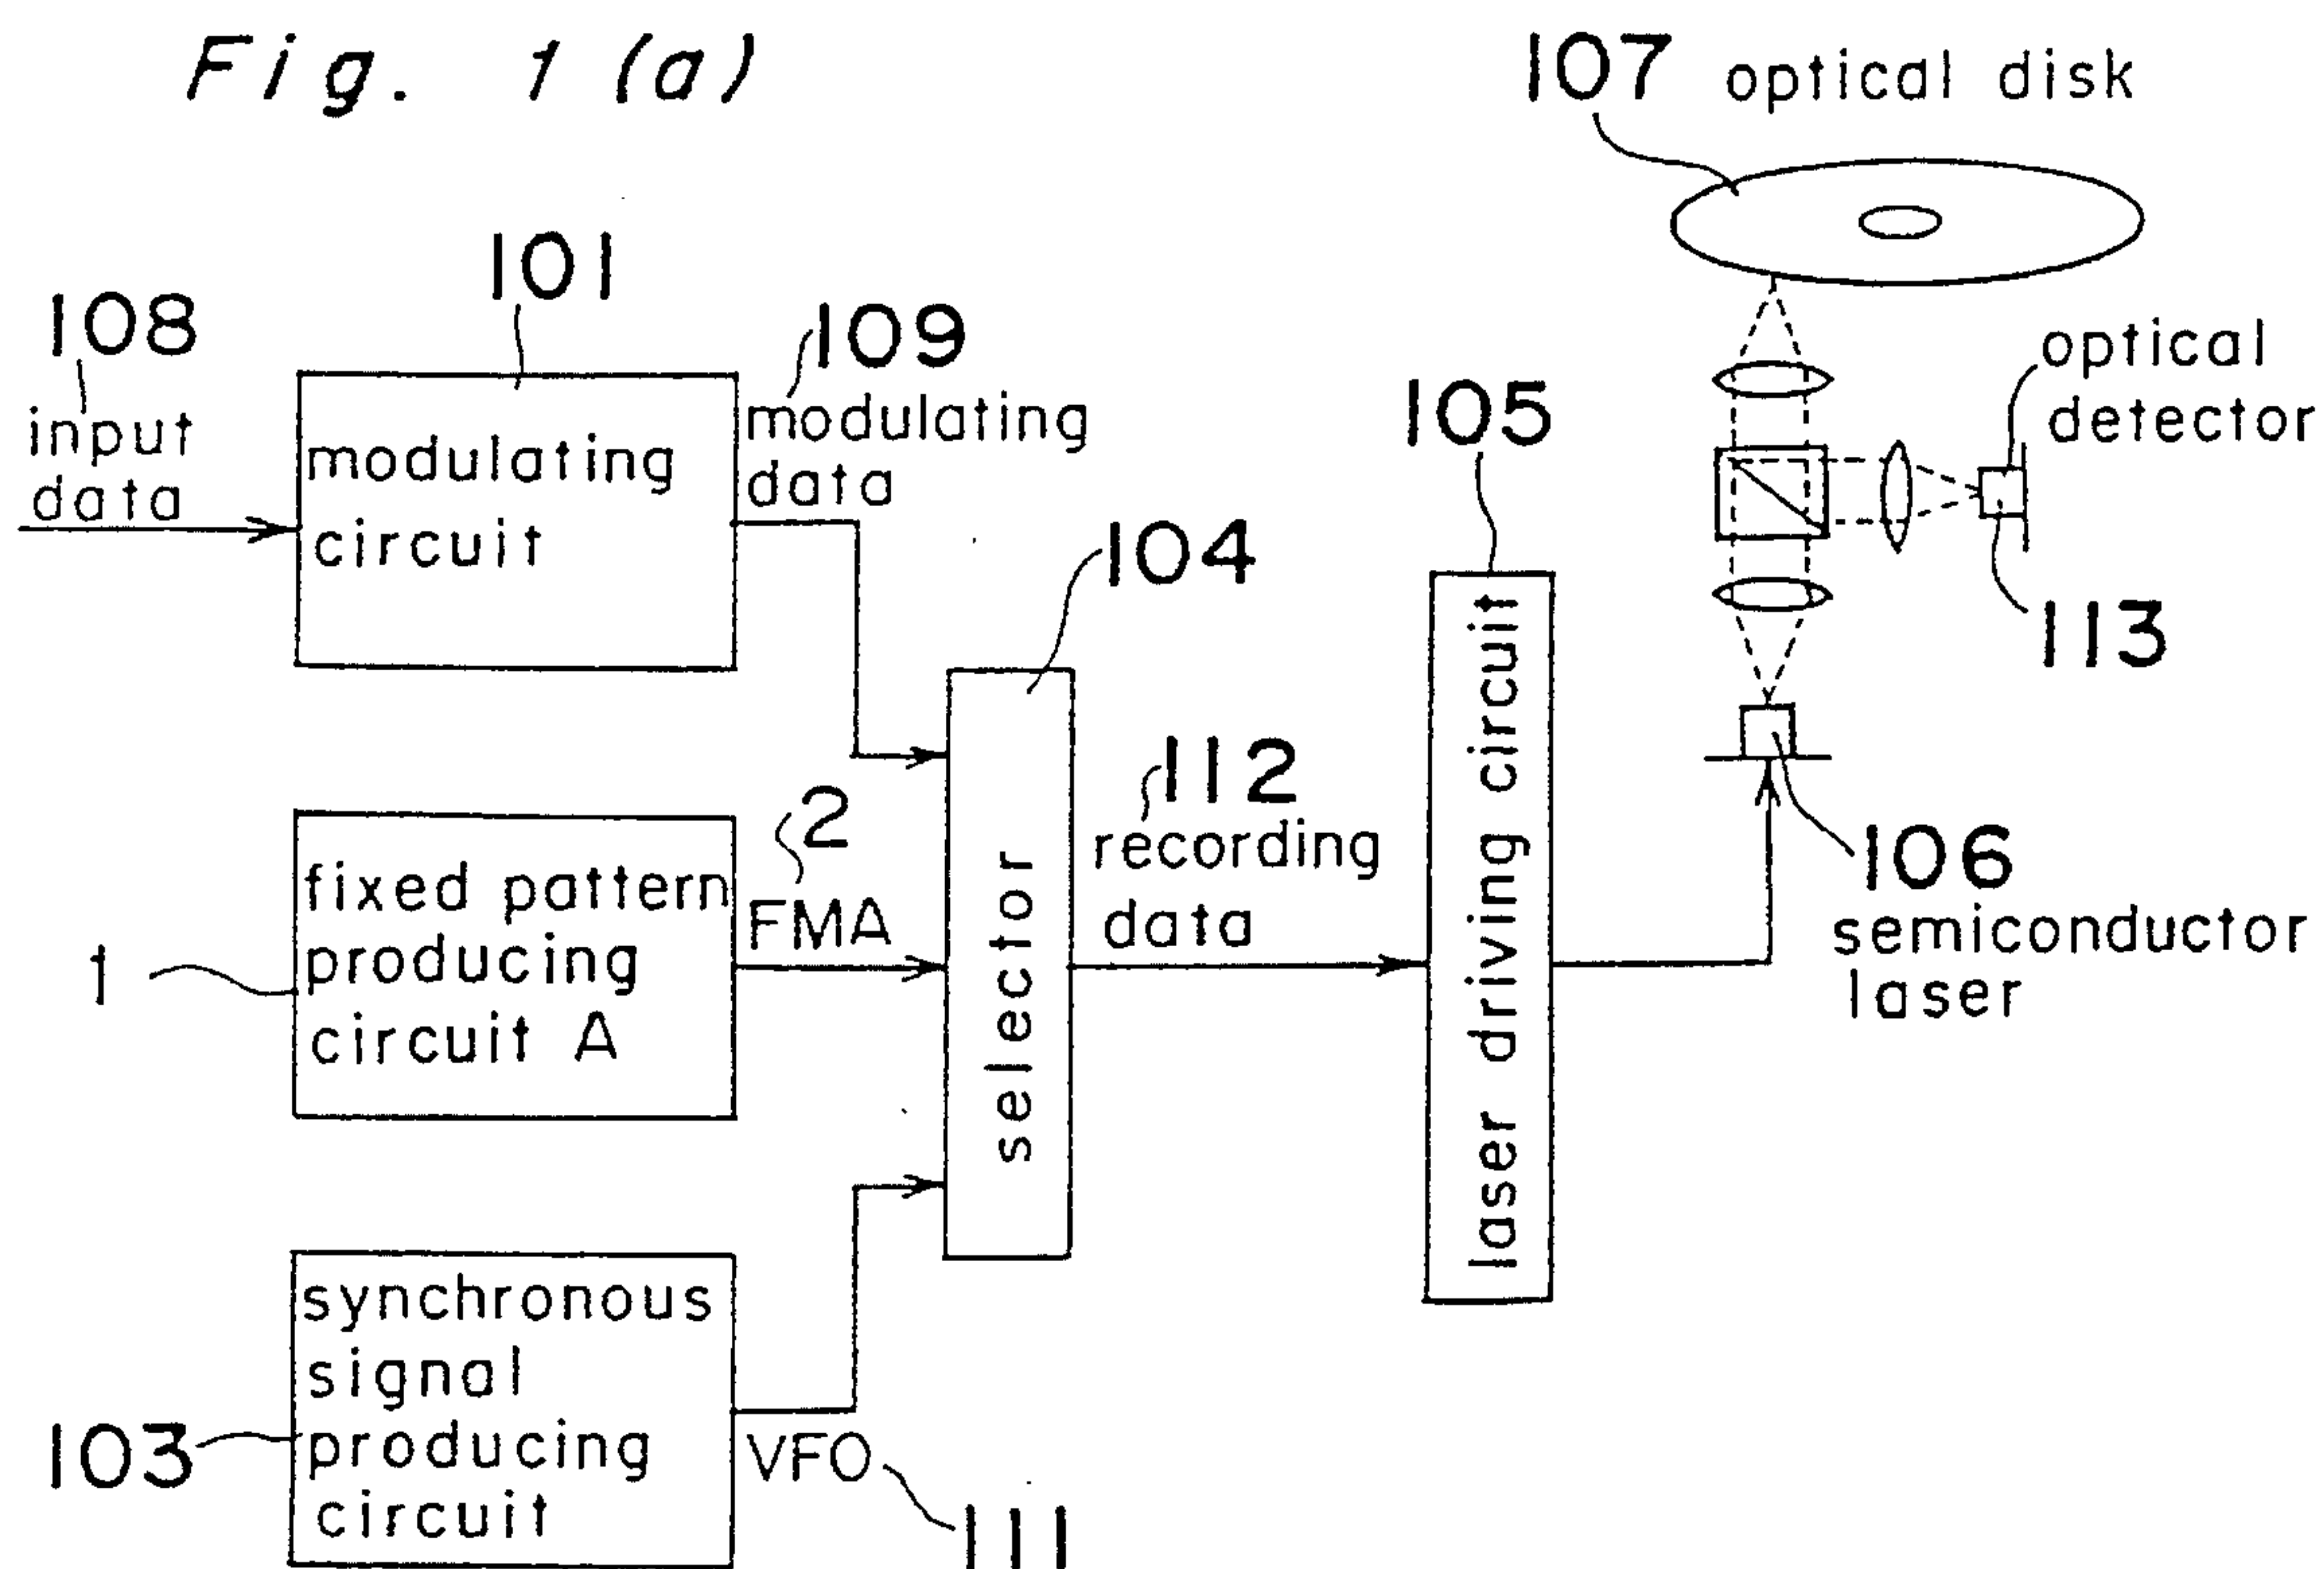 Fig. 1 (a)
107 optical disk
101
108
input
data
modulating
circuit
109
modulating
data
104
105
optical
detector
113
fixed pattern
producing
circuit A
1
2
FMA
selector
112
recording
data
laser driving circuit
106
semiconductor
laser
synchronous
signal
producing
circuit
103
VFO
111